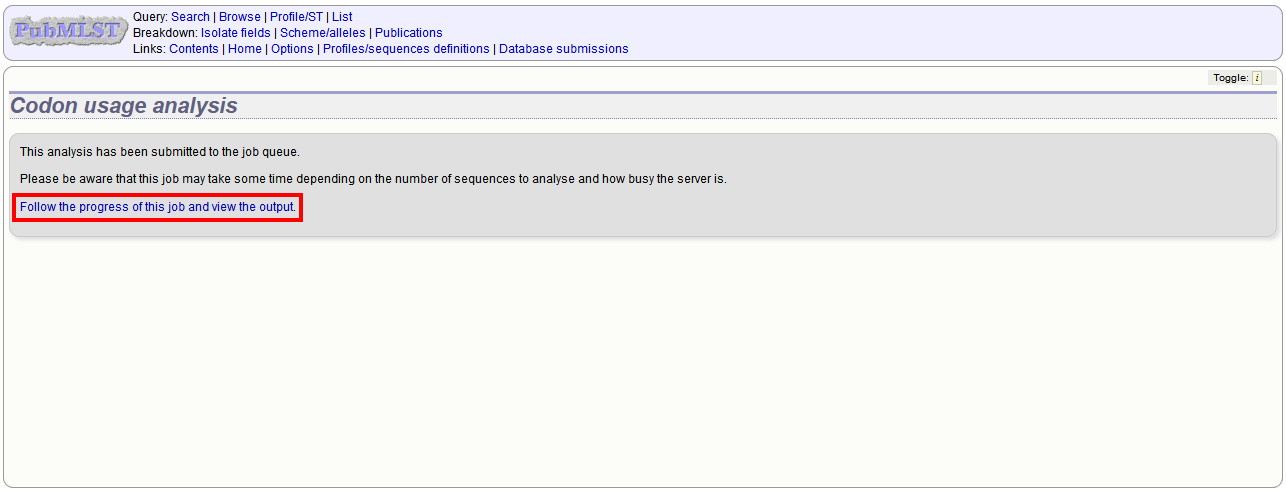 PubMLST
Query: Search | Browse | Profile/ST | List
Breakdown: Isolate fields | Scheme/alleles | Publications
Links: Contents | Home | Options | Profiles/sequences definitions | Database submissions
Toggle: i
Codon usage analysis
This analysis has been submitted to the job queue.
Please be aware that this job may take some time depending on the number of sequences to analyse and how busy the server is.
Follow the progress of this job and view the output.